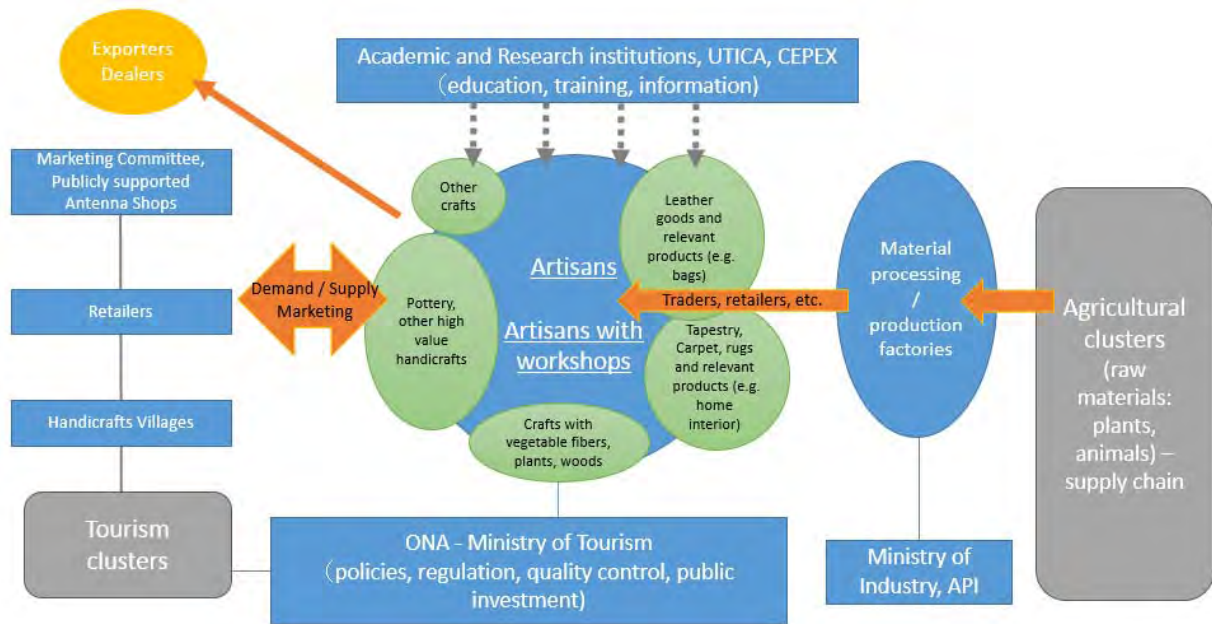 Exporters
Dealers
Academic and Research institutions, UTICA, CEPEX
（education, training, information)
Marketing Committee,
Publicly supported
Antenna Shops
Retailers
Handicrafts Villages
Tourism
clusters
Demand / Supply
Marketing
Other
crafts
Pottery,
other high
value
handicrafts
Artisans
Artisans with
workshops
Leather
goods and
relevant
products (e.g.
bags)
Traders, retailers, etc.
Tapestry,
Carpet, rugs
and relevant
products (e.g.
home
interior)
Crafts with
vegetable fibers,
plants, woods
ONA - Ministry of Tourism
（policies, regulation, quality control, public
investment)
Material
processing
/
production
factories
Ministry of
Industry, API
Agricultural
clusters
(raw
materials:
plants,
animals) –
supply chain